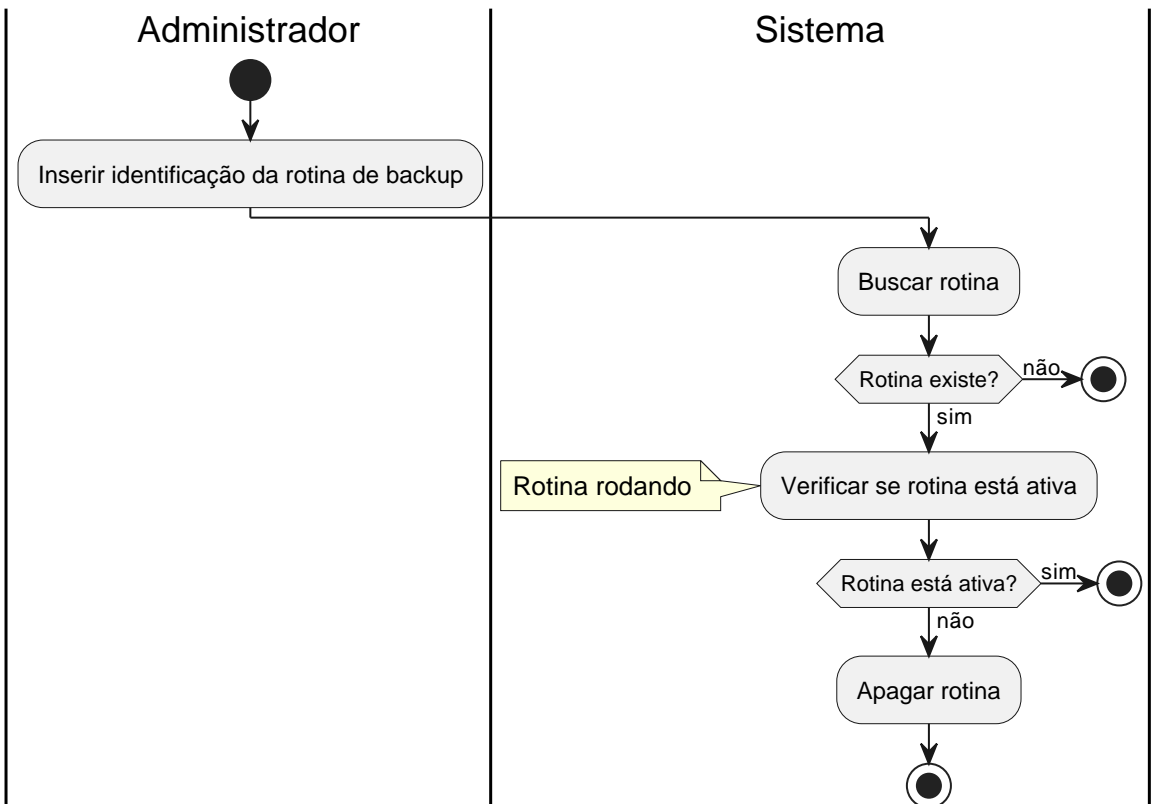 Administrador
Sistema
Inserir identificação da rotina de backup
Buscar rotina
Rotina existe?
não
sim
Rotina rodando
Verificar se rotina está ativa
Rotina está ativa?
sim
não
Apagar rotina